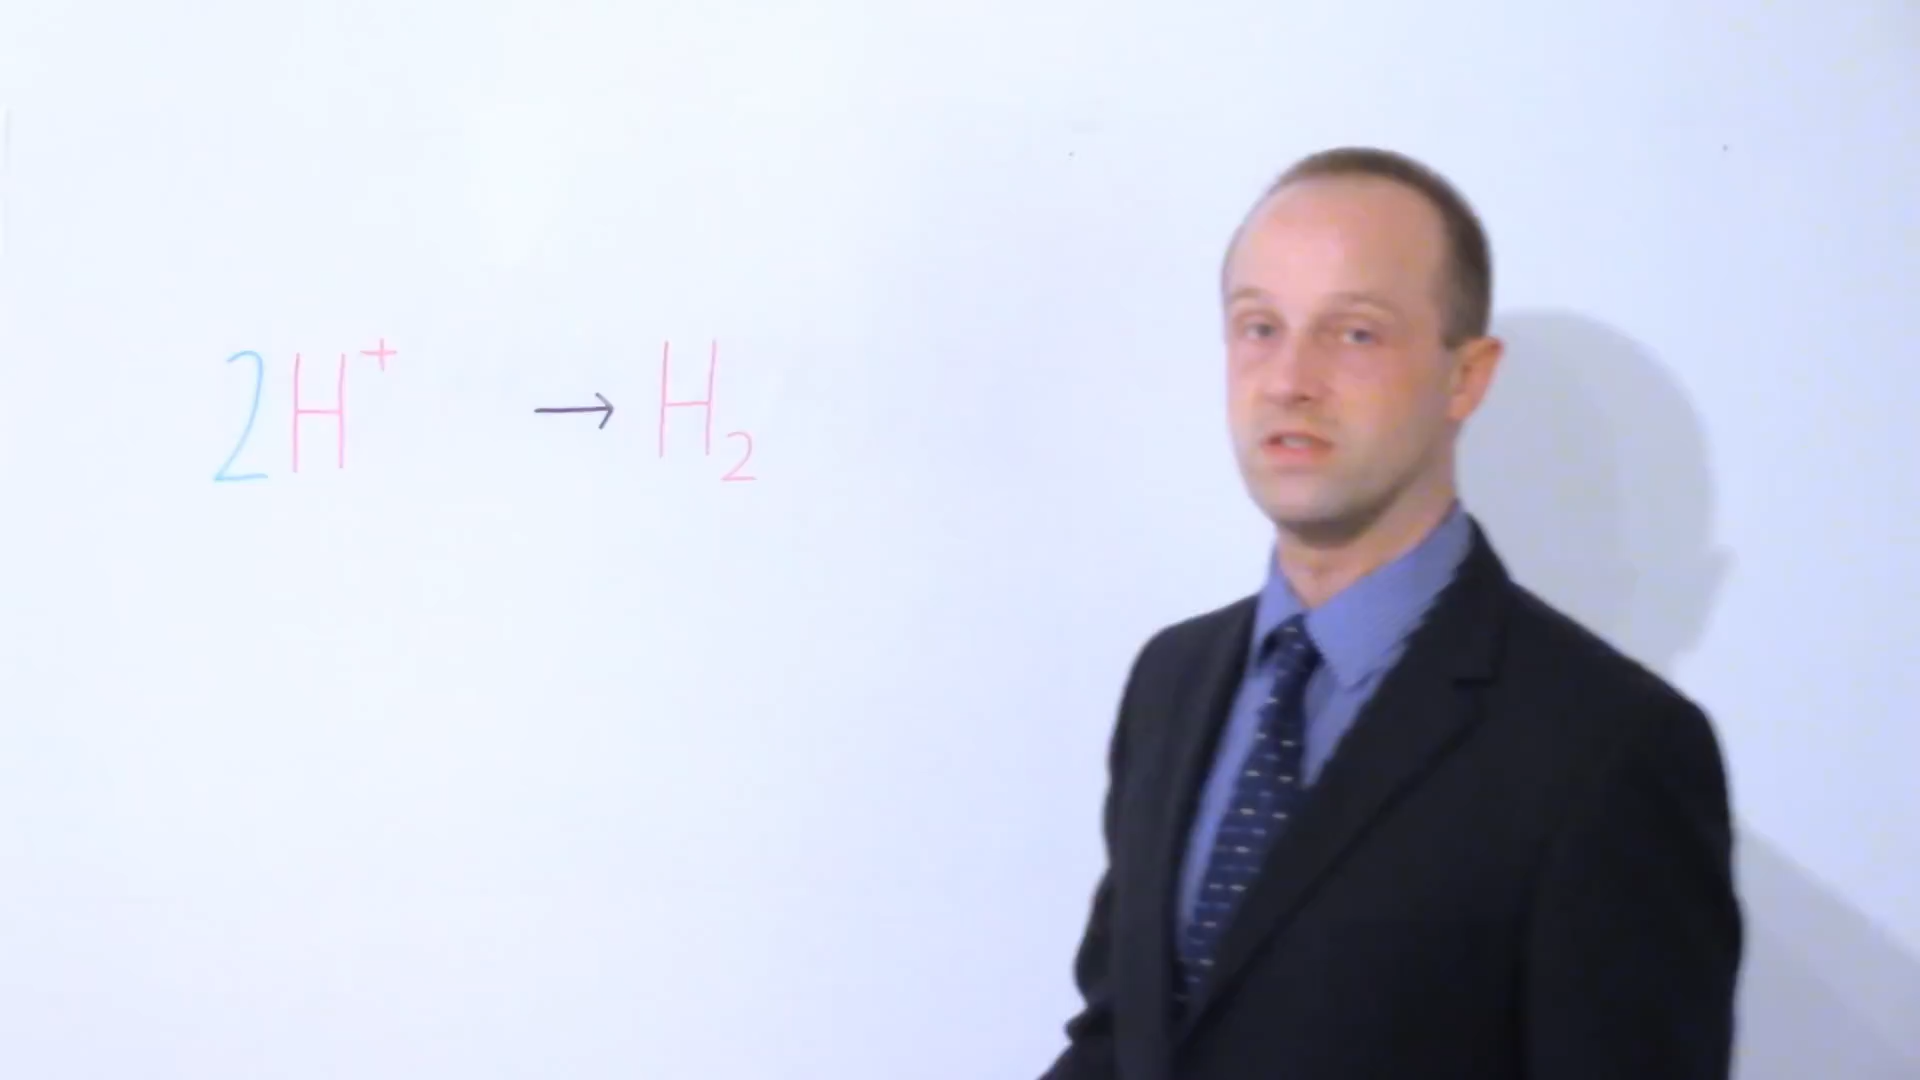 2H⁺ → H₂